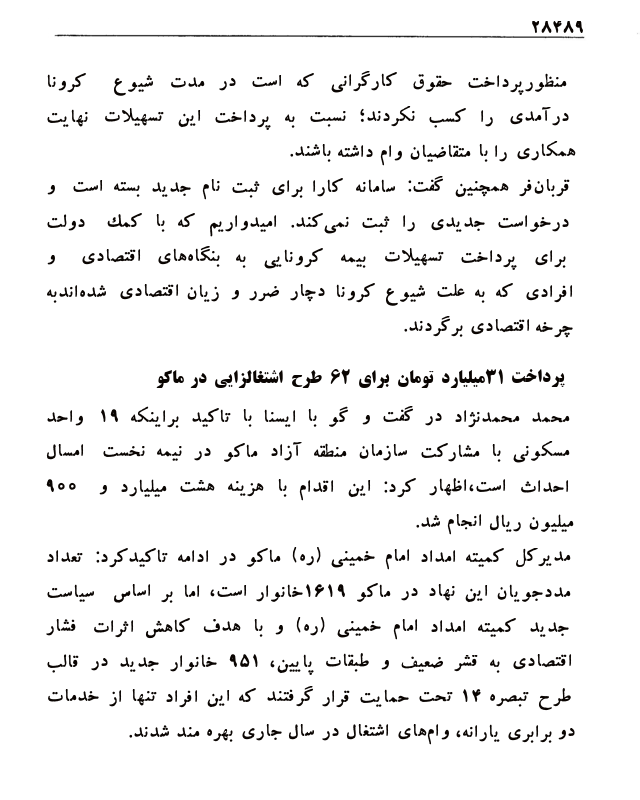 ۲۸۴۸۹
منظورپرداخت حقوق کارگرانی که است در مدت شیوع کرونا
درآمدی را کسب نکردند؛ نسبت به پرداخت این تسهیلات نهایت
همکاری را با متقاضیان وام داشته باشند.
قربان‌فر همچنین گفت: سامانه کارا برای ثبت نام جدید بسته است و
درخواست جدیدی را ثبت نمی‌کند. امیدواریم که با کمك دولت
برای پرداخت تسهیلات بیمه کرونایی به بنگاه‌های اقتصادی و
افرادی که به علت شیوع کرونا دچار ضرر و زیان اقتصادی شده‌اندبه
چرخه اقتصادی برگردند.
پرداخت ۳۱میلیارد تومان برای ۶۲ طرح اشتغالزایی در ماکو
محمد محمدنژاد در گفت و گو با ایسنا با تاکید براینکه ۱۹ واحد
مسکونی با مشارکت سازمان منطقه آزاد ماکو در نیمه نخست امسال
احداث است،اظهار کرد: این اقدام با هزینه هشت میلیارد و ۹۰۰
میلیون ریال انجام شد.
مدیرکل کمیته امداد امام خمینی (ره) ماکو در ادامه تاکیدکرد: تعداد
مددجویان این نهاد در ماکو ۱۶۱۹خانوار است، اما بر اساس سیاست
جدید کمیته امداد امام خمینی (ره) و با هدف کاهش اثرات فشار
اقتصادی به قشر ضعیف و طبقات پایین، ۹۵۱ خانوار جدید در قالب
طرح تبصره ۱۴ تحت حمایت قرار گرفتند که این افراد تنها از خدمات
دو برابری یارانه، وام‌های اشتغال در سال جاری بهره مند شدند.